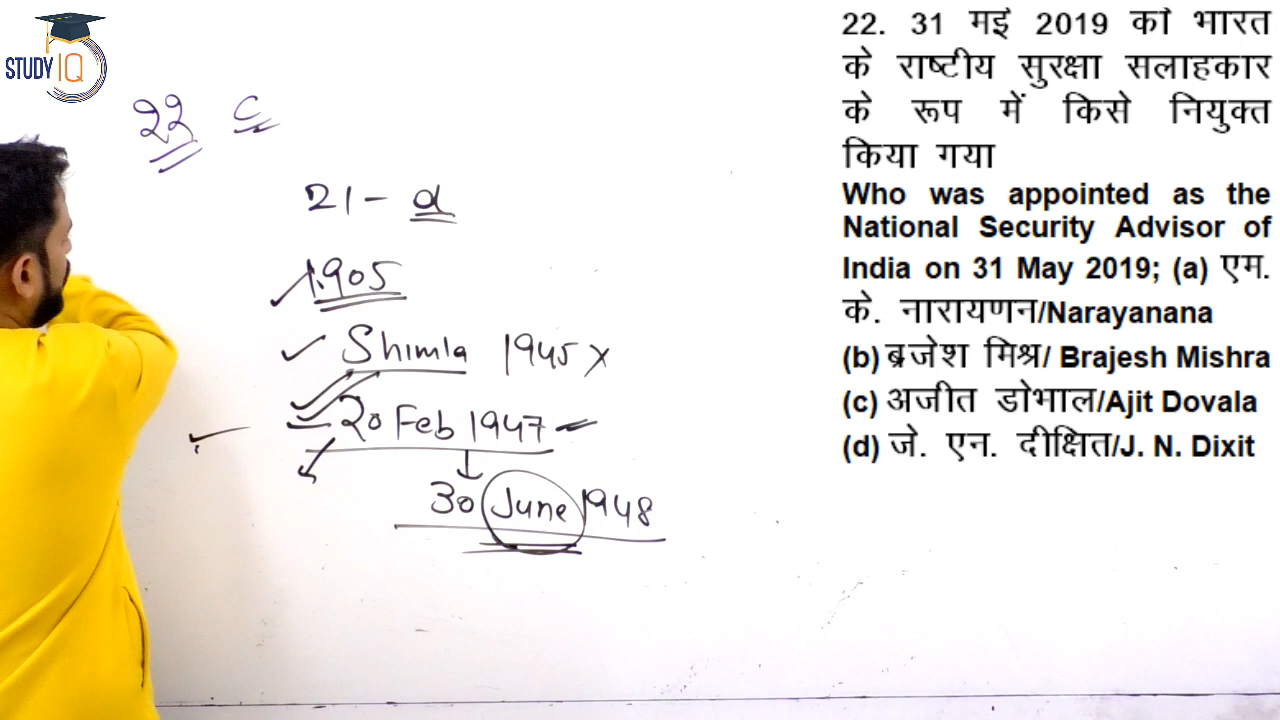 STUDY IQ
22 C
21 - d
1905
Shimla 1945 x
20 Feb 1947
30 June 1948
22. 31 मई 2019 को भारत
के राष्टीय सुरक्षा सलाहकार
के रूप में किसे नियुक्त
किया गया
Who was appointed as the
National Security Advisor of
India on 31 May 2019; (a) एम.
के. नारायणन/Narayanana
(b) ब्रजेश मिश्र/ Brajesh Mishra
(c) अजीत डोभाल/Ajit Dovala
(d) जे. एन. दीक्षित/J. N. Dixit